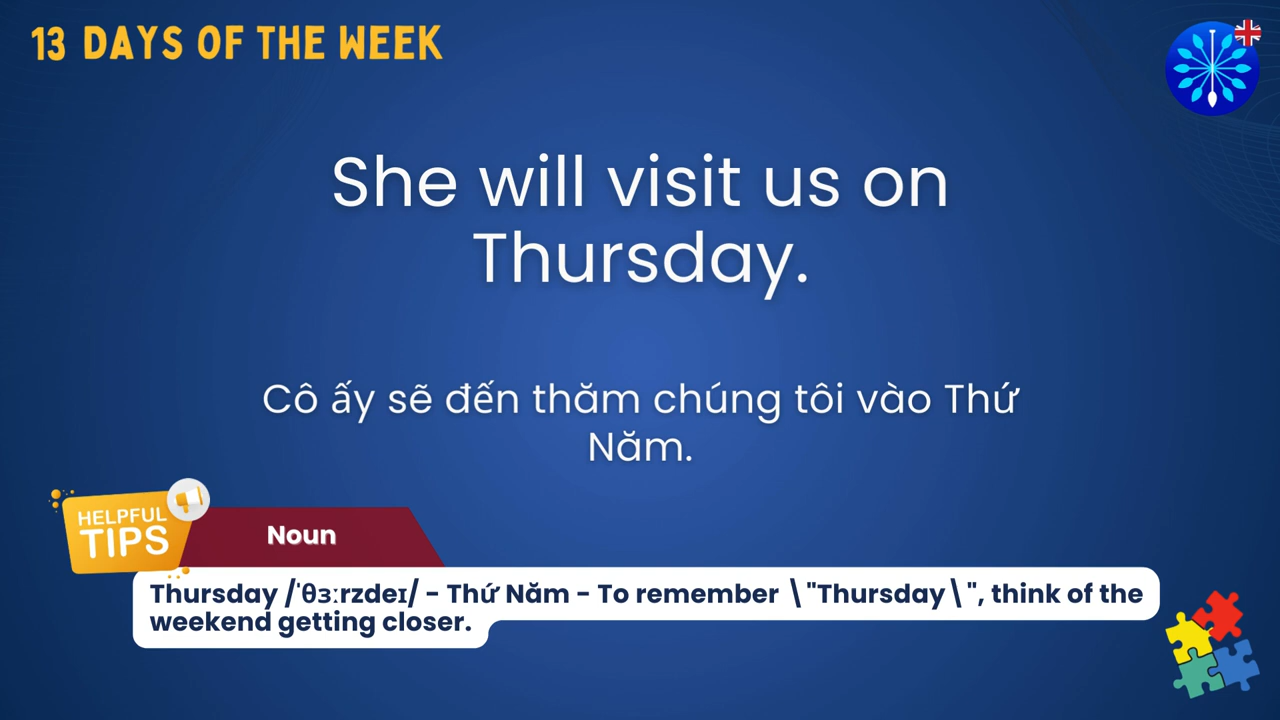 13 DAYS OF THE WEEK
She will visit us on
Thursday.
Cô ấy sẽ đến thăm chúng tôi vào Thứ
Năm.
HELPFUL
TIPS
Noun
Thursday /ˈθɜːrzdeɪ/ - Thứ Năm - To remember \"Thursday\", think of the
weekend getting closer.